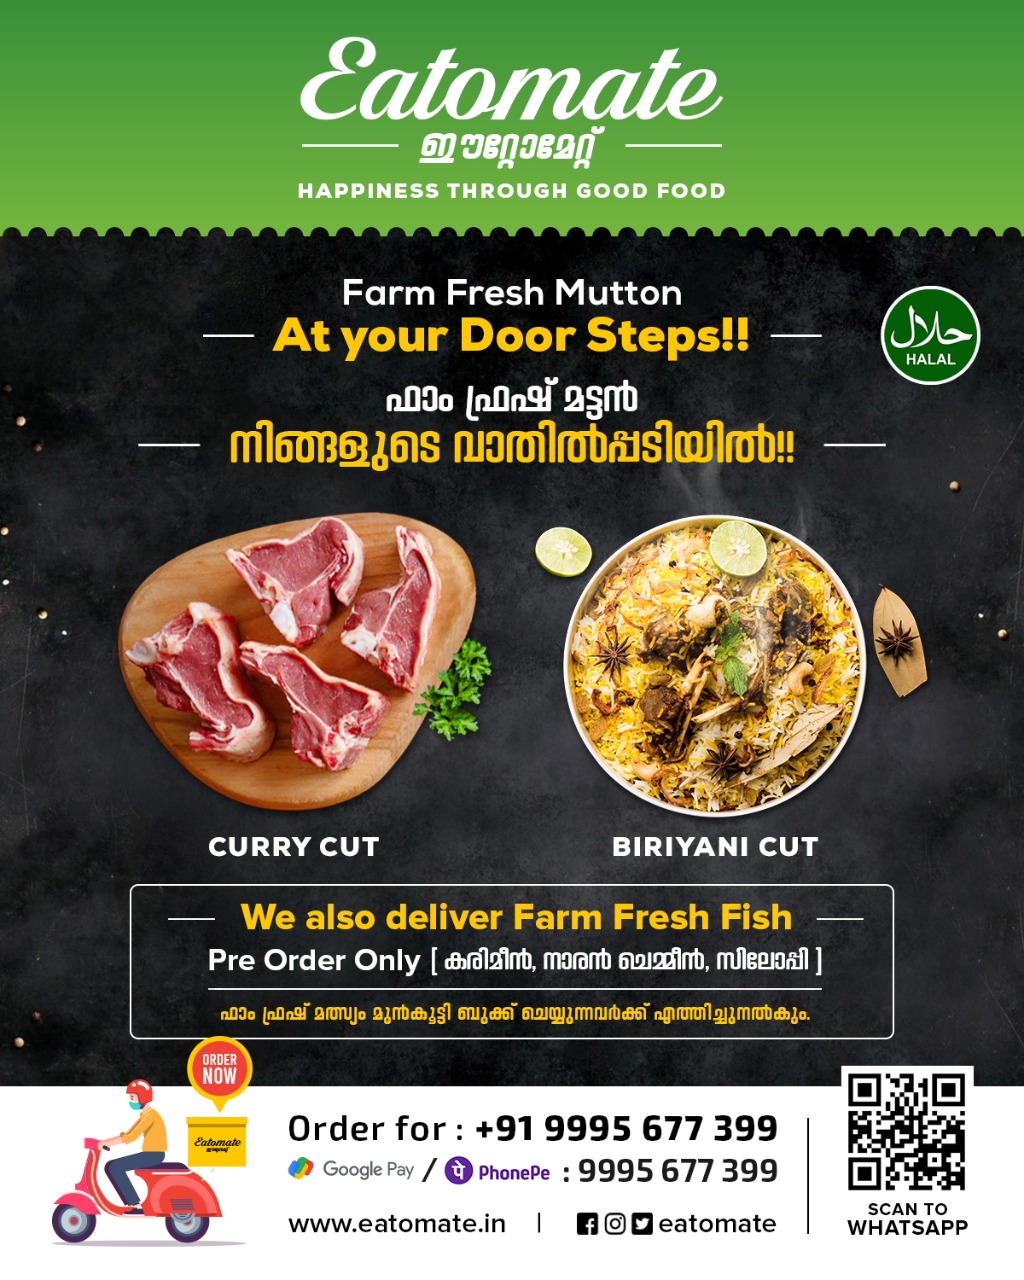 Eatomate
ഈറ്റോമേറ്റ്
HAPPINESS THROUGH GOOD FOOD
Farm Fresh Mutton
At your Door Steps!!
حلال
HALAL
ഫാം ഫ്രഷ് മട്ടൻ
നിങ്ങളുടെ വാതിൽപ്പടിയിൽ!!
CURRY CUT
BIRIYANI CUT
We also deliver Farm Fresh Fish
Pre Order Only [ കരിമീൻ, നാരൻ ചെമ്മീൻ, സിലോപ്പി ]
ഫാം ഫ്രഷ് മത്സ്യം മുൻകൂട്ടി ബുക്ക് ചെയ്യുന്നവർക്ക് എത്തിച്ചുനൽകും.
ORDER
NOW
Eatomate
ഈറ്റോമേറ്റ്
Order for : +91 9995 677 399
Google Pay / PhonePe : 9995 677 399
www.eatomate.in | eatomate
SCAN TO
WHATSAPP